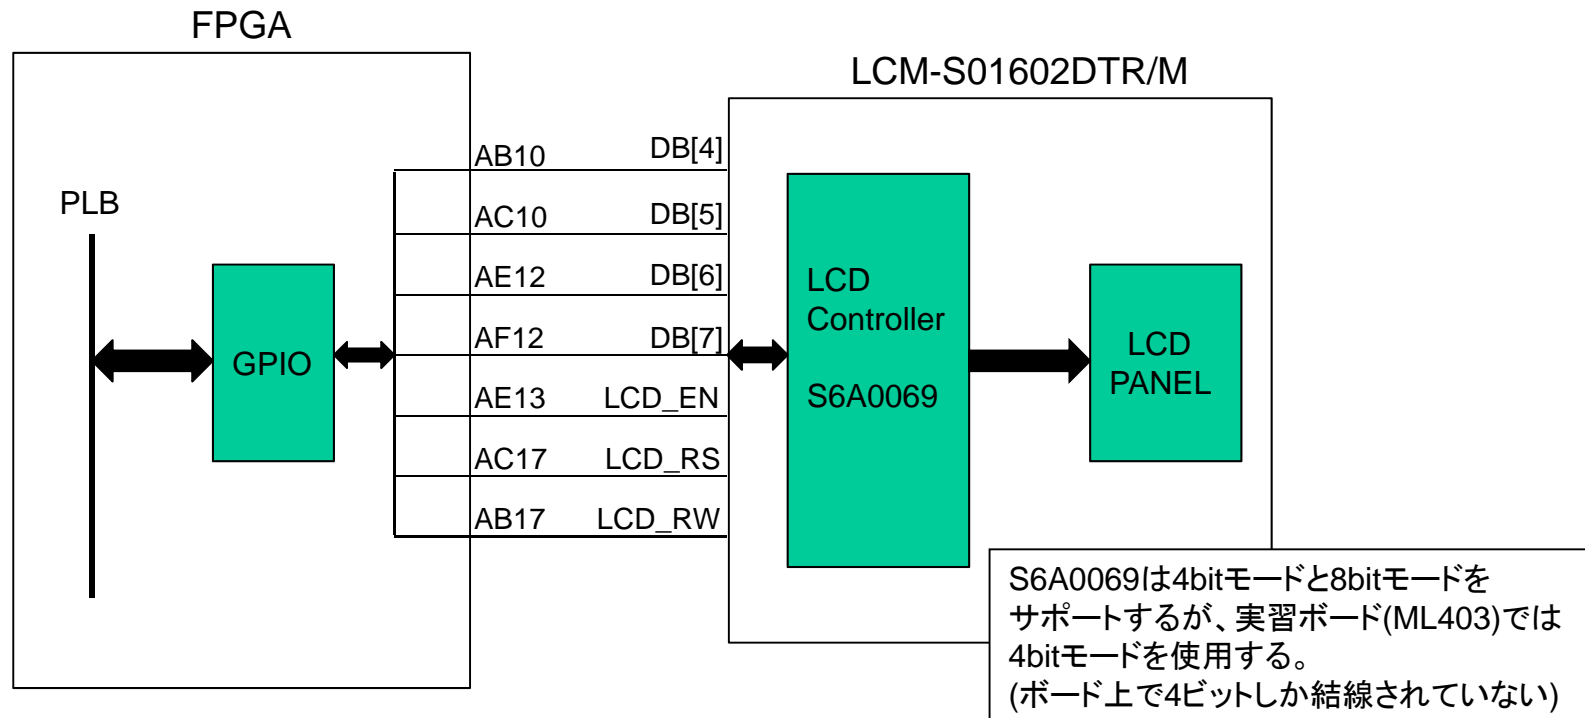 FPGA
LCM-S01602DTR/M
PLB
GPIO
AB10 DB[4]
AC10 DB[5]
AE12 DB[6]
AF12 DB[7]
AE13 LCD_EN
AC17 LCD_RS
AB17 LCD_RW
LCD
Controller
S6A0069
LCD
PANEL
S6A0069は4bitモードと8bitモードを
サポートするが、実習ボード(ML403)では
4bitモードを使用する。
(ボード上で4ビットしか結線されていない)